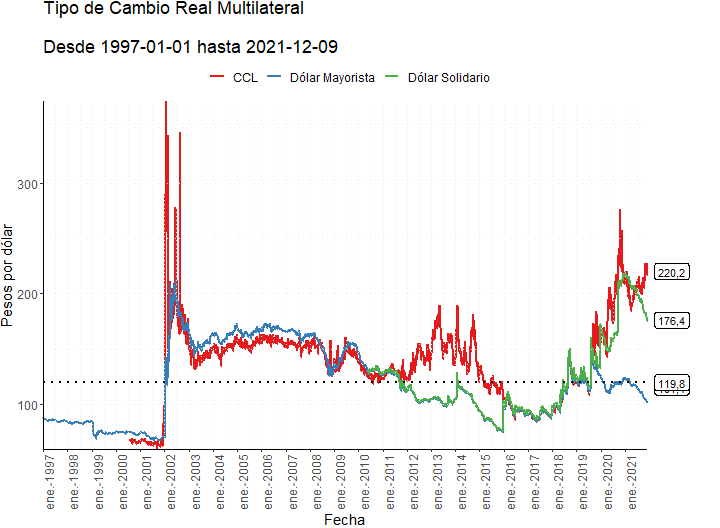 Tipo de Cambio Real Multilateral
Desde 1997-01-01 hasta 2021-12-09
CCL Dólar Mayorista Dólar Solidario
Pesos por dólar
300
200
100
220,2
176,4
119,8
ene.-1997
ene.-1998
ene.-1999
ene.-2000
ene.-2001
ene.-2002
ene.-2003
ene.-2004
ene.-2005
ene.-2006
ene.-2007
ene.-2008
ene.-2009
ene.-2010
ene.-2011
ene.-2012
ene.-2013
ene.-2014
ene.-2015
ene.-2016
ene.-2017
ene.-2018
ene.-2019
ene.-2020
ene.-2021
Fecha